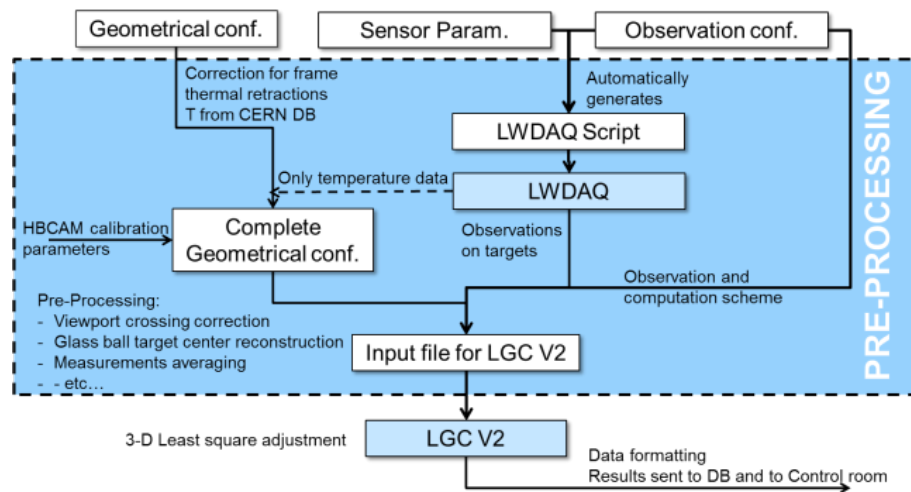 Geometrical conf.
Sensor Param.
Observation conf.
Correction for frame
thermal retractions
T from CERN DB
Automatically
generates
LWDAQ Script
Only temperature data
LWDAQ
HBCAM calibration
parameters
Complete
Geometrical conf.
Observations
on targets
Observation and
computation scheme
Pre-Processing:
- Viewport crossing correction
- Glass ball target center reconstruction
- Measurements averaging
- - etc…
Input file for LGC V2
PRE-PROCESSING
3-D Least square adjustment
LGC V2
Data formatting
Results sent to DB and to Control room